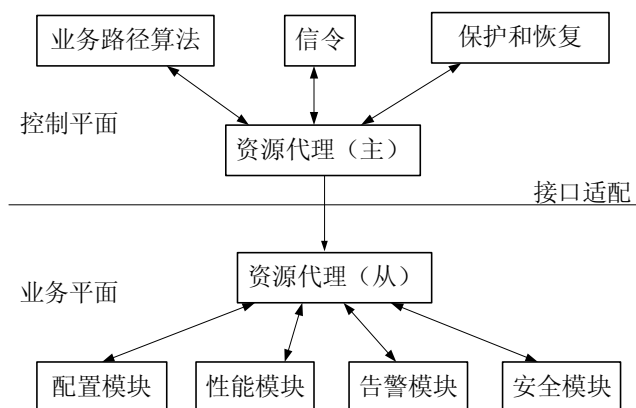 业务路径算法
信令
保护和恢复
控制平面
资源代理（主）
接口适配
资源代理（从）
业务平面
配置模块
性能模块
告警模块
安全模块